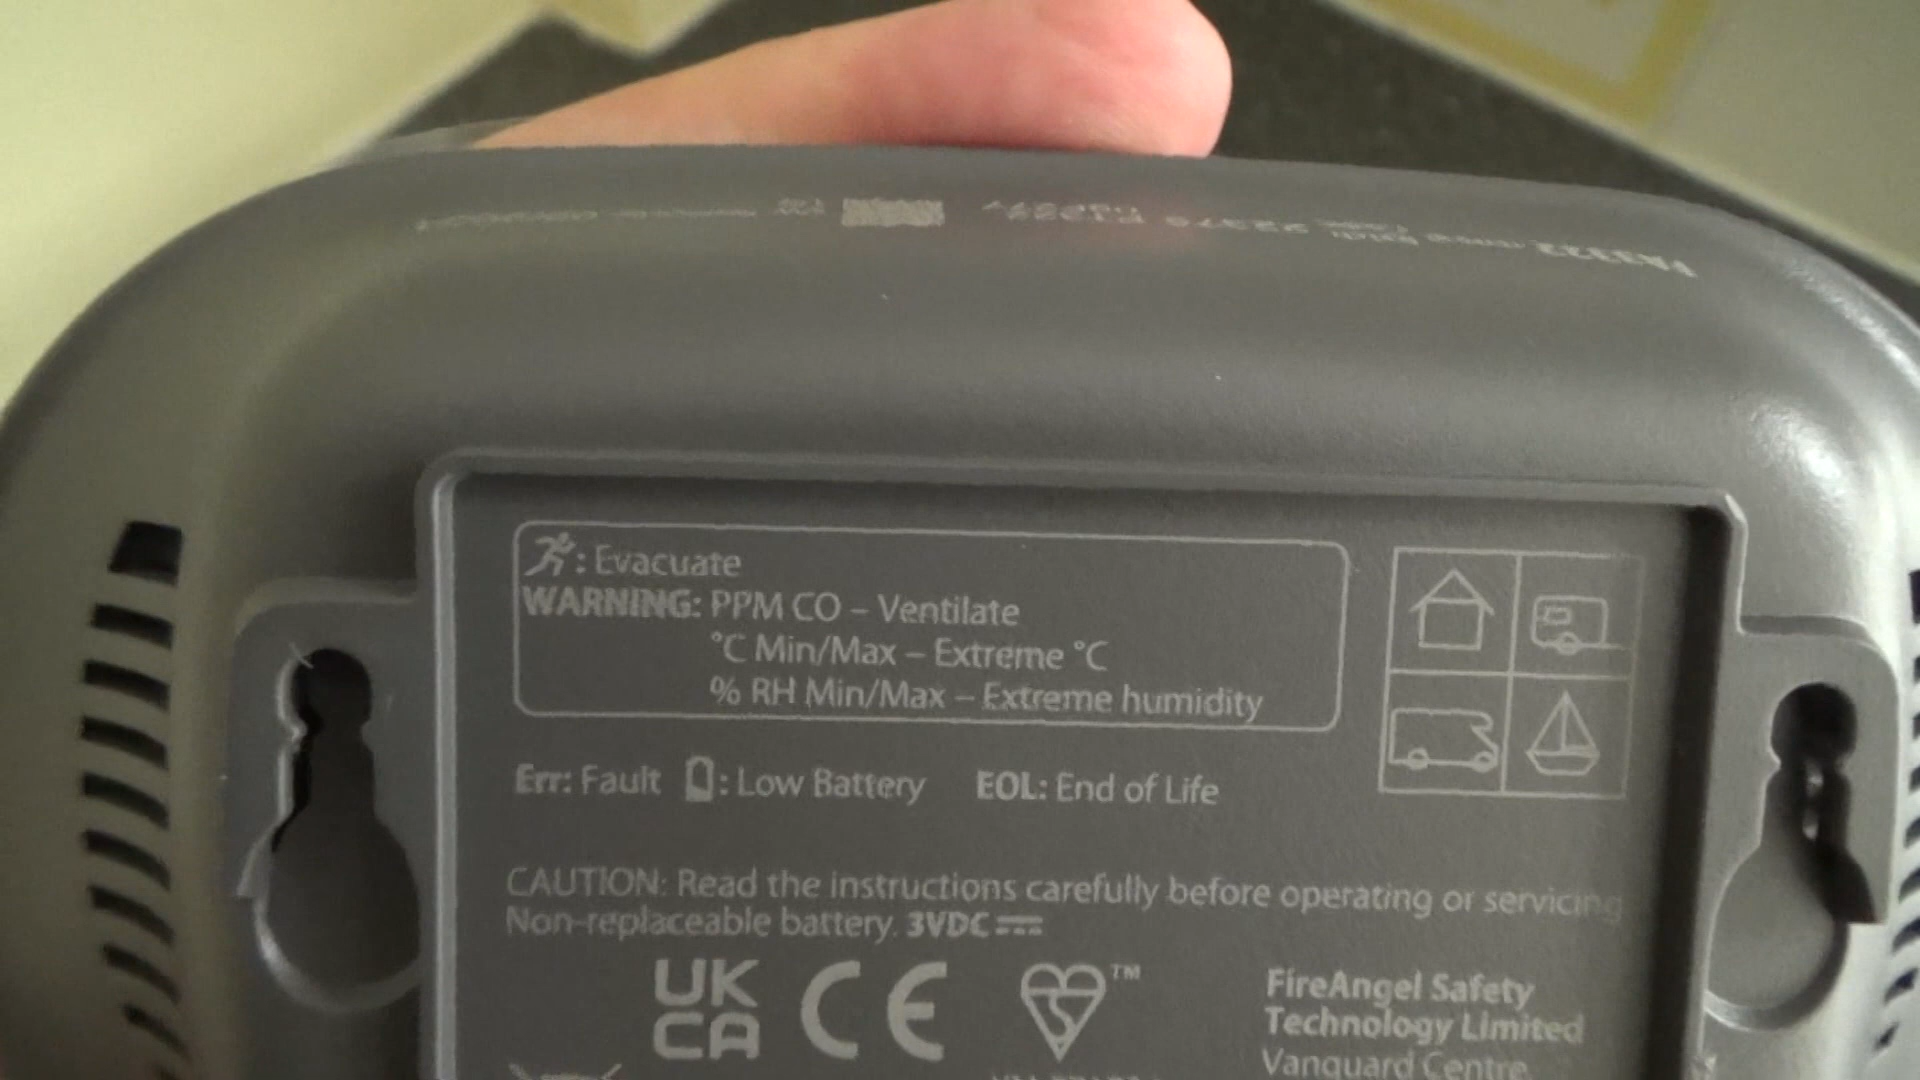 FA3322
: Evacuate
WARNING: PPM CO – Ventilate
°C Min/Max – Extreme °C
% RH Min/Max – Extreme humidity
Err: Fault : Low Battery EOL: End of Life
CAUTION: Read the instructions carefully before operating or servicing
Non-replaceable battery. 3VDC
UK
CA CE ™
FireAngel Safety
Technology Limited
Vanguard Centre